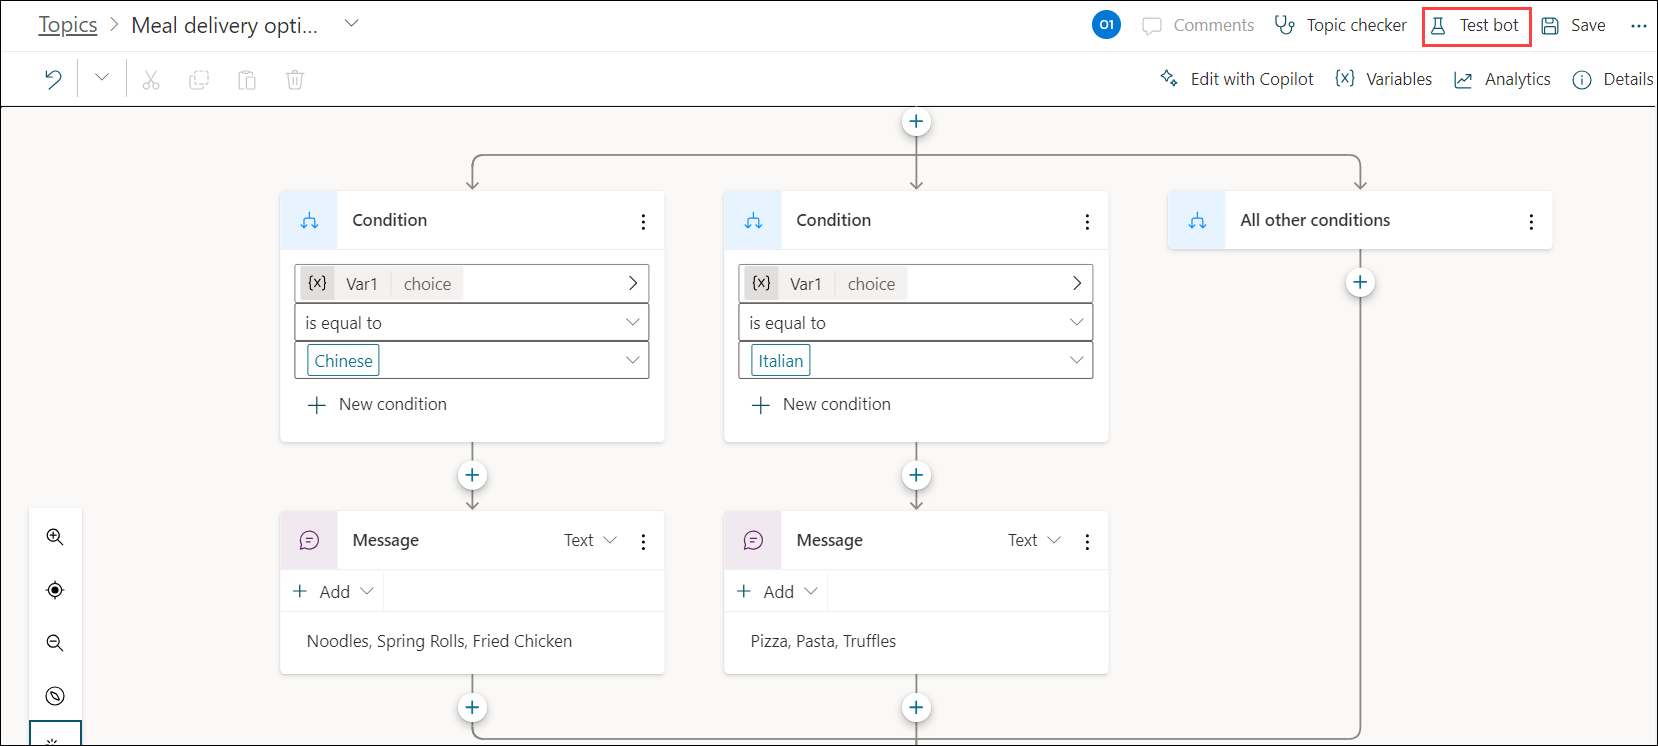 Topics > Meal delivery opti...
O1 Comments Topic checker Test bot Save ...
Edit with Copilot {x} Variables Analytics Details
Condition
{x} Var1 choice
is equal to
Chinese
New condition
Condition
{x} Var1 choice
is equal to
Italian
New condition
All other conditions
Message Text
Add
Noodles, Spring Rolls, Fried Chicken
Message Text
Add
Pizza, Pasta, Truffles